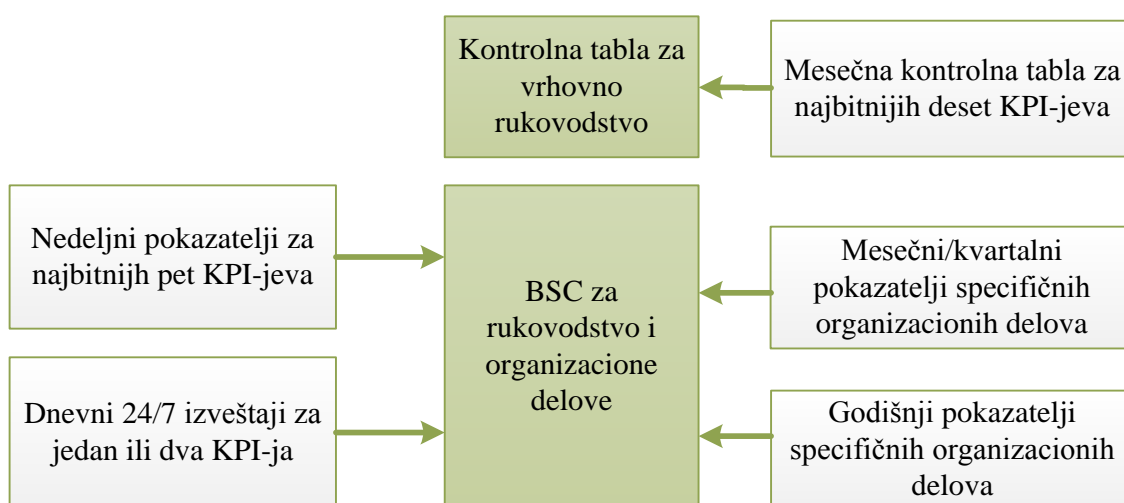 Kontrolna tabla za
vrhovno
rukovodstvo
Mesečna kontrolna tabla za
najbitnijih deset KPI-jeva
Nedeljni pokazatelji za
najbitnijih pet KPI-jeva
BSC za
rukovodstvo i
organizacione
delove
Mesečni/kvartalni
pokazatelji specifičnih
organizacionih delova
Dnevni 24/7 izveštaji za
jedan ili dva KPI-ja
Godišnji pokazatelji
specifičnih organizacionih
delova